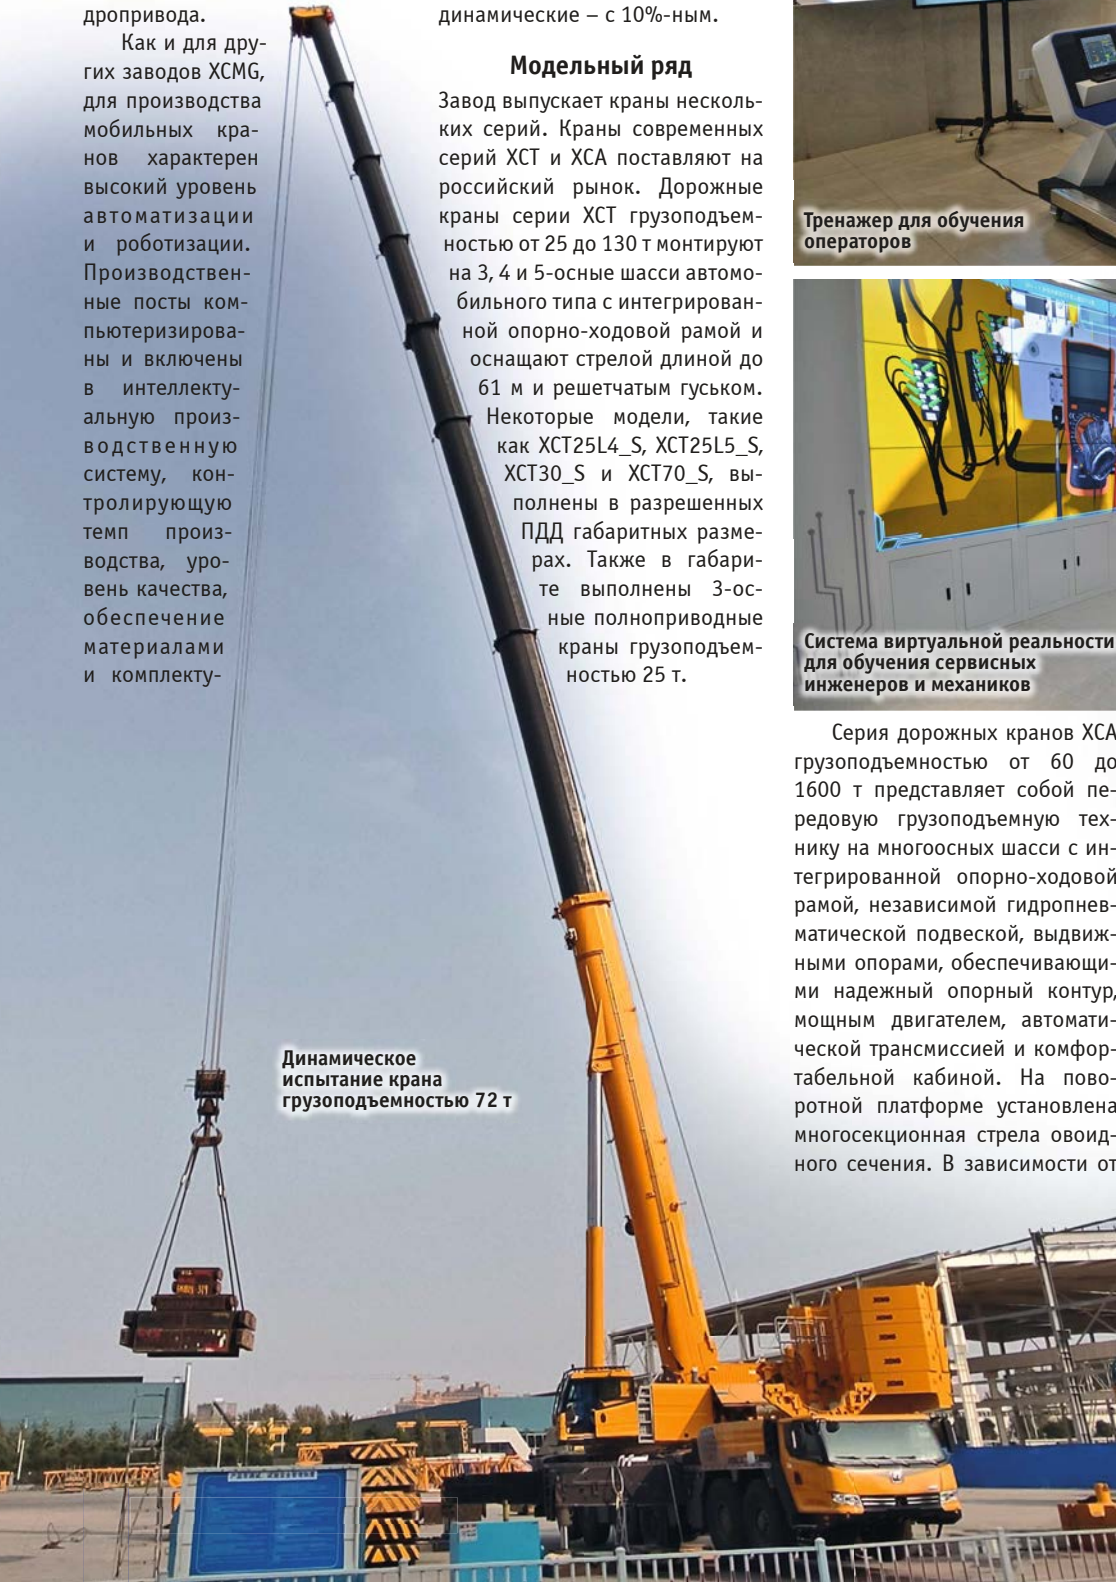 дропривода.
Как и для дру-
гих заводов XCMG,
для производства
мобильных кра-
нов характерен
высокий уровень
автоматизации
и роботизации.
Производствен-
ные посты ком-
пьютеризирова-
ны и включены
в интеллекту-
альную произ-
водственную
систему, кон-
тролирующую
темп произ-
водства, уро-
вень качества,
обеспечение
материалами
и комплекту-
динамические – с 10%-ным.
Модельный ряд
Завод выпускает краны несколь-
ких серий. Краны современных
серий XCT и XCA поставляют на
российский рынок. Дорожные
краны серии XCT грузоподъем-
ностью от 25 до 130 т монтируют
на 3, 4 и 5-осные шасси автомо-
бильного типа с интегрирован-
ной опорно-ходовой рамой и
оснащают стрелой длиной до
61 м и решетчатым гуськом.
Некоторые модели, такие
как XCT25L4_S, XCT25L5_S,
XCT30_S и XCT70_S, вы-
полнены в разрешенных
ПДД габаритных разме-
рах. Также в габари-
те выполнены 3-ос-
ные полноприводные
краны грузоподъем-
ностью 25 т.
Динамическое
испытание крана
грузоподъемностью 72 т
Тренажер для обучения
операторов
Система виртуальной реальности
для обучения сервисных
инженеров и механиков
Серия дорожных кранов XCA
грузоподъемностью от 60 до
1600 т представляет собой пе-
редовую грузоподъемную тех-
нику на многоосных шасси с ин-
тегрированной опорно-ходовой
рамой, независимой гидропнев-
матической подвеской, выдвиж-
ными опорами, обеспечивающи-
ми надежный опорный контур,
мощным двигателем, автомати-
ческой трансмиссией и комфор-
табельной кабиной. На пово-
ротной платформе установлена
многосекционная стрела овоид-
ного сечения. В зависимости от
XCMG
XCMG
XCMG
XCMG
XCMG